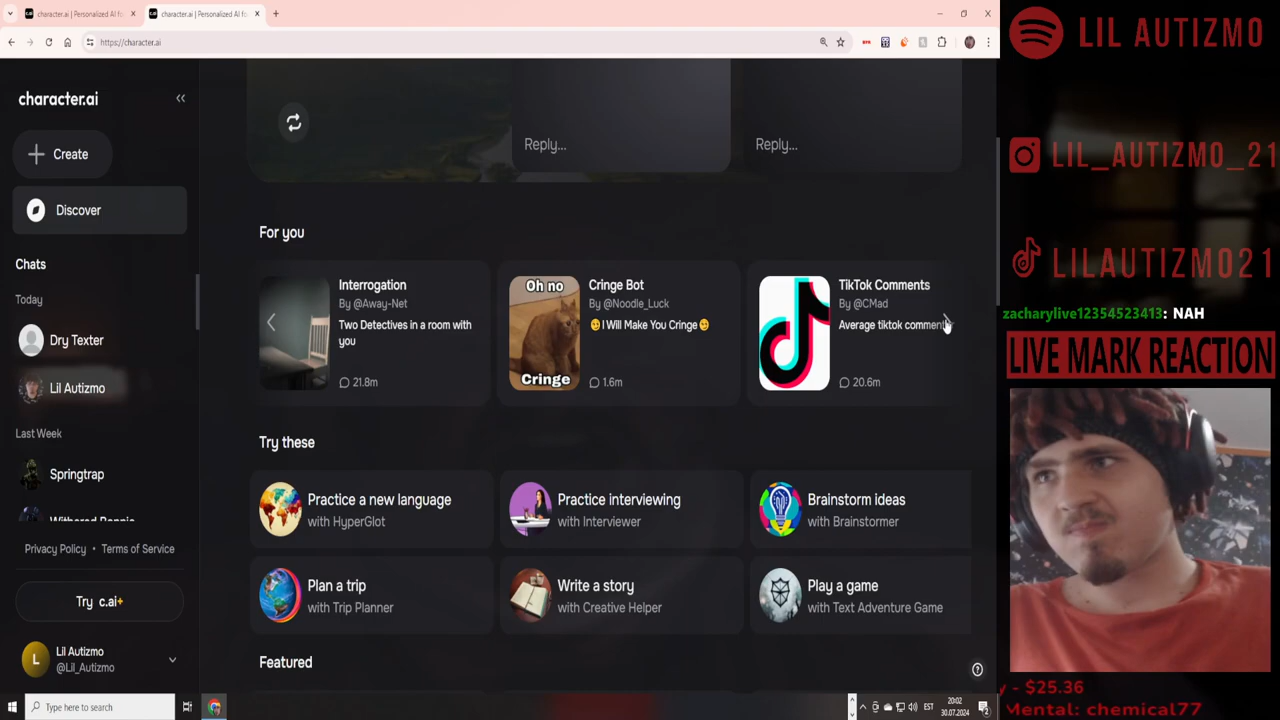 character.ai | Personalized AI fo
character.ai | Personalized AI fo
https://character.ai
character.ai
Create
Discover
Chats
Today
Dry Texter
Lil Autizmo
Last Week
Springtrap
Withered Bonnie
Privacy Policy • Terms of Service
Try c.ai+
L
Lil Autizmo
@Lil_Autizmo
Reply...
Reply...
For you
Interrogation
By @Away-Net
Two Detectives in a room with
you
21.8m
Oh no
Cringe
Cringe Bot
By @Noodle_Luck
I Will Make You Cringe
1.6m
TikTok Comments
By @CMad
Average tiktok comment
20.6m
Try these
Practice a new language
with HyperGlot
Practice interviewing
with Interviewer
Brainstorm ideas
with Brainstormer
Plan a trip
with Trip Planner
Write a story
with Creative Helper
Play a game
with Text Adventure Game
Featured
Type here to search
EST
20:02
30.07.2024
LIL AUTIZMO
LIL_AUTIZMO_21
LILAUTIZMO21
zacharylive12354523413: NAH
LIVE MARK REACTION
y - $25.36
Mental: chemical77